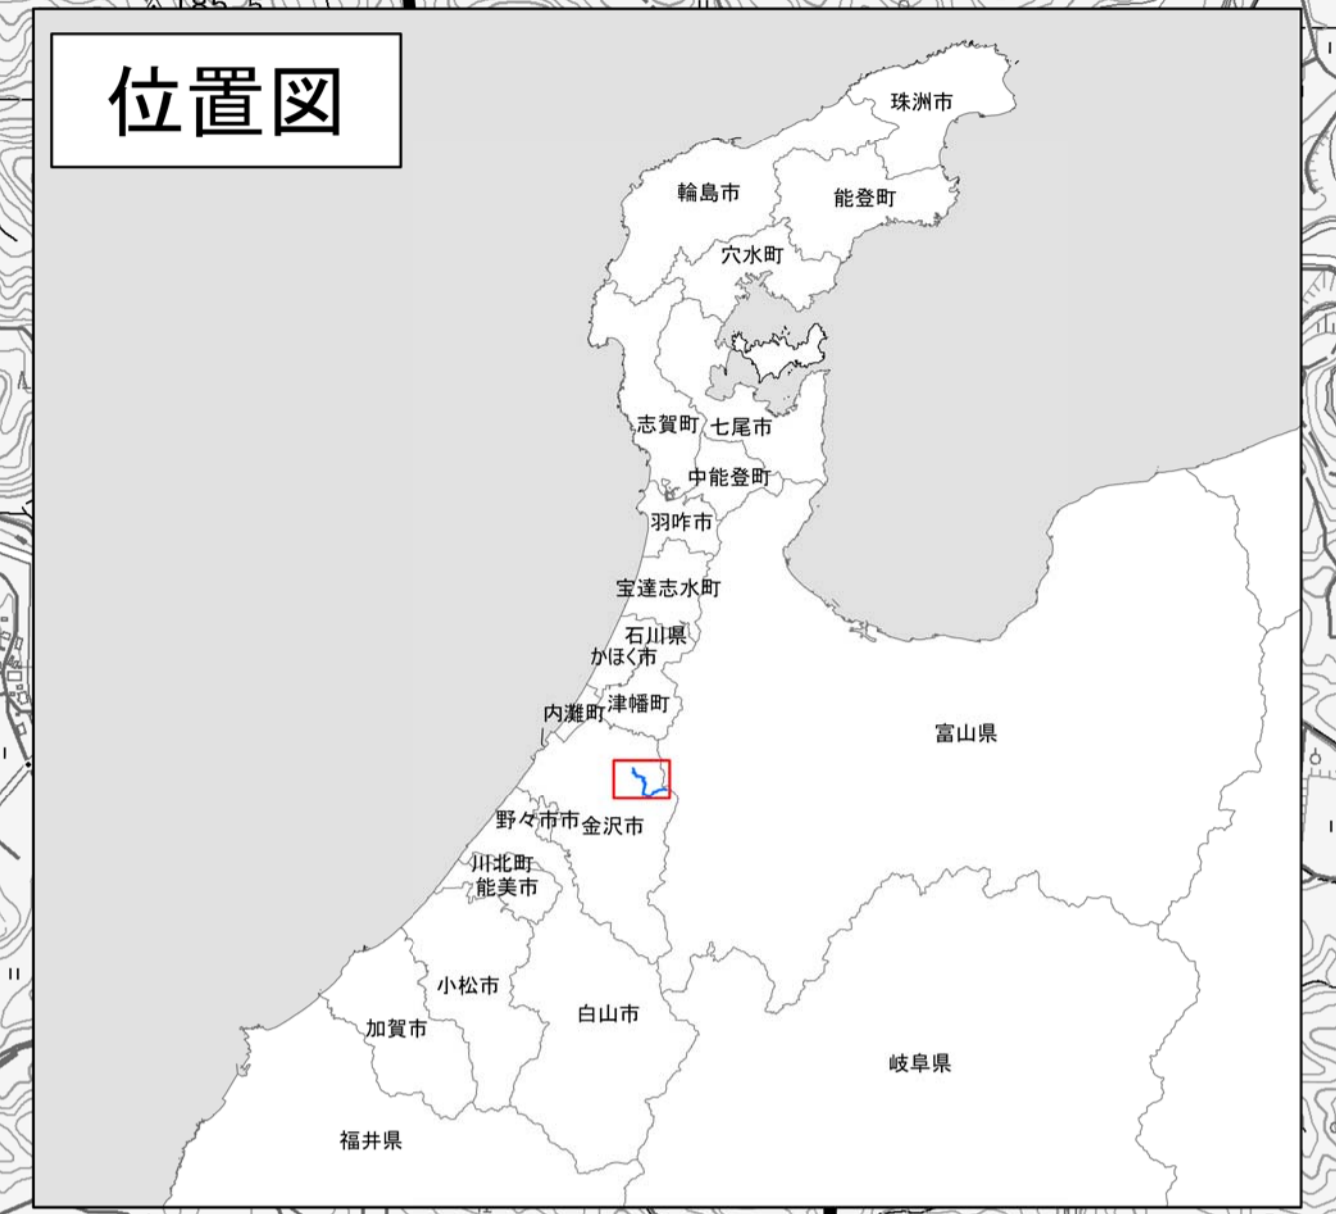 位置図
珠洲市
輪島市
能登町
穴水町
志賀町
七尾市
中能登町
羽咋市
宝達志水町
石川県
かほく市
津幡町
内灘町
富山県
野々市市
金沢市
川北町
能美市
小松市
白山市
加賀市
岐阜県
福井県